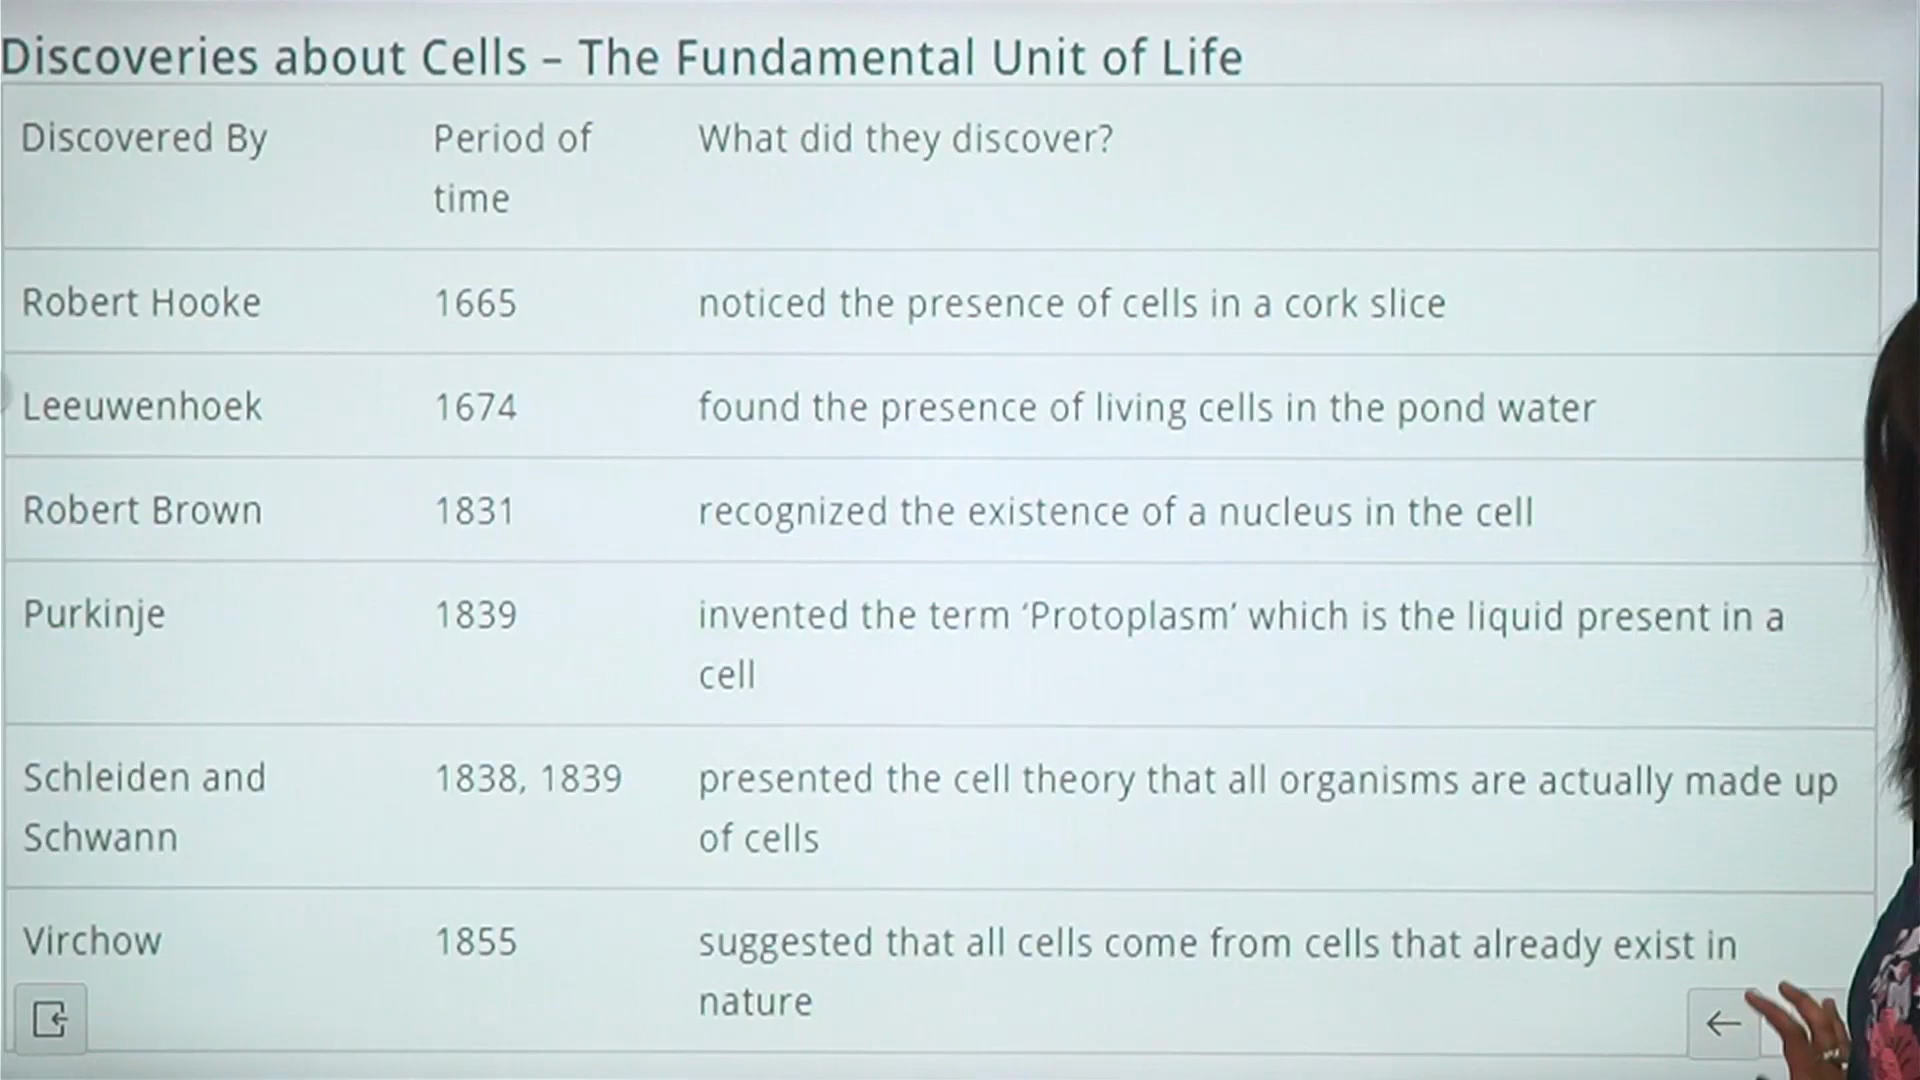 Discoveries about Cells – The Fundamental Unit of Life
Discovered By Period of What did they discover?
time
Robert Hooke 1665 noticed the presence of cells in a cork slice
Leeuwenhoek 1674 found the presence of living cells in the pond water
Robert Brown 1831 recognized the existence of a nucleus in the cell
Purkinje 1839 invented the term ‘Protoplasm’ which is the liquid present in a
cell
Schleiden and 1838, 1839 presented the cell theory that all organisms are actually made up
Schwann of cells
Virchow 1855 suggested that all cells come from cells that already exist in
nature